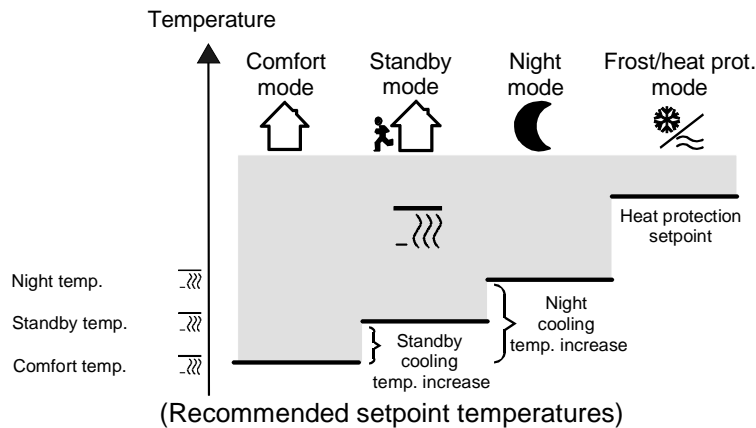 Temperature
Comfort
mode
Standby
mode
Night
mode
Frost/heat prot.
mode
Heat protection
setpoint
Night temp.
Standby temp.
Comfort temp.
Standby
cooling
temp. increase
Night
cooling
temp. increase
(Recommended setpoint temperatures)